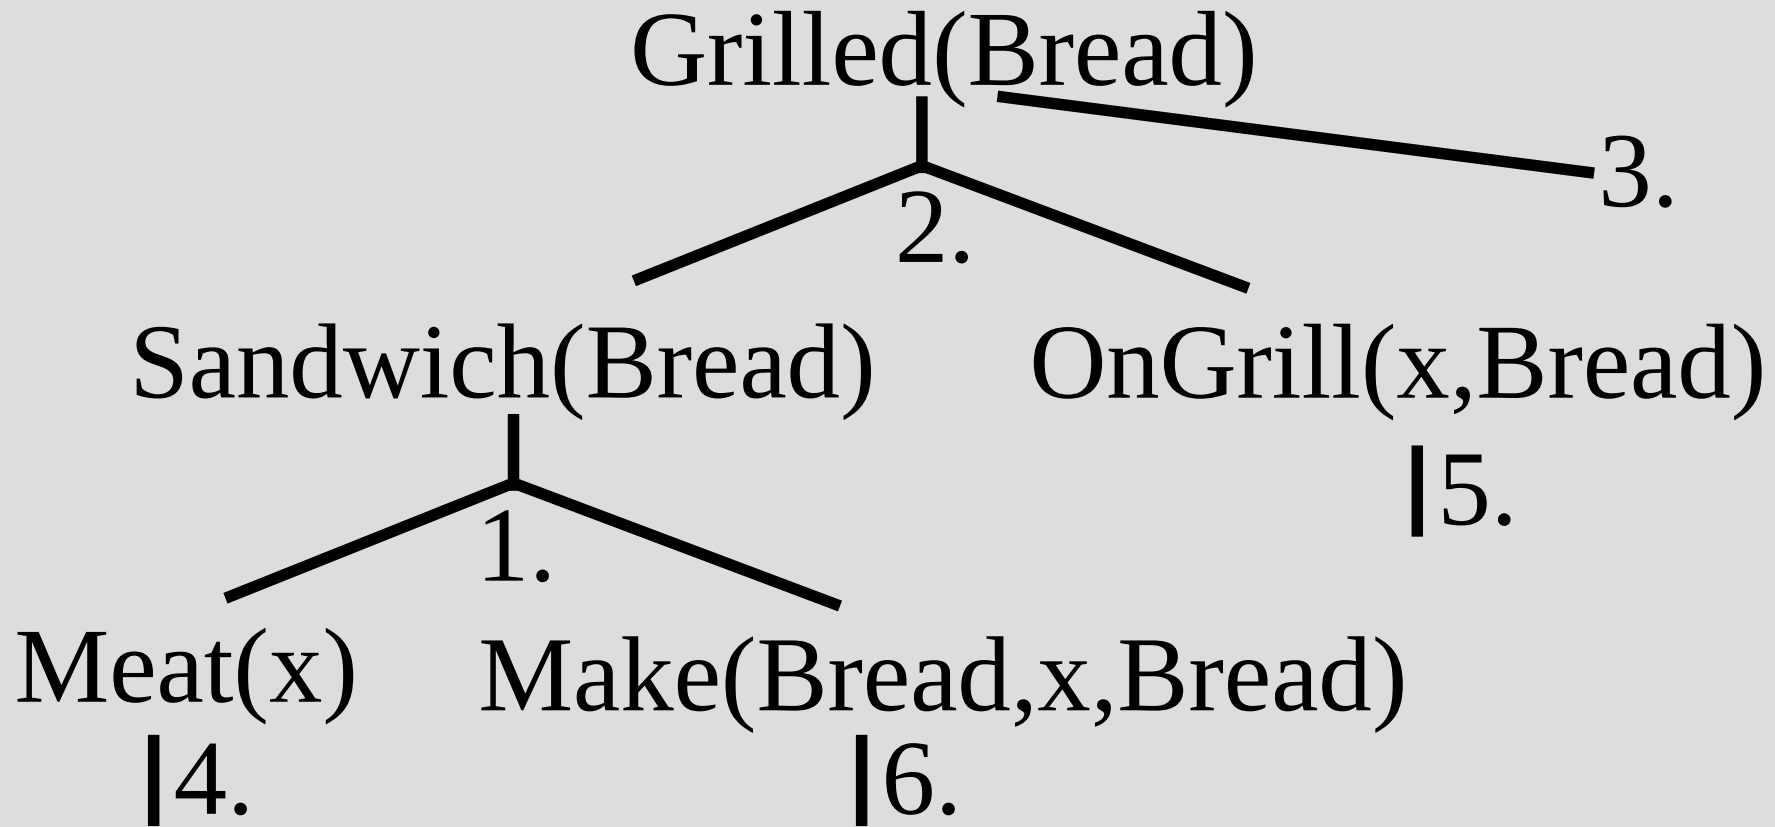 Grilled(Bread)
3.
2.
Sandwich(Bread)
OnGrill(x,Bread)
5.
1.
Meat(x)
Make(Bread,x,Bread)
4.
6.